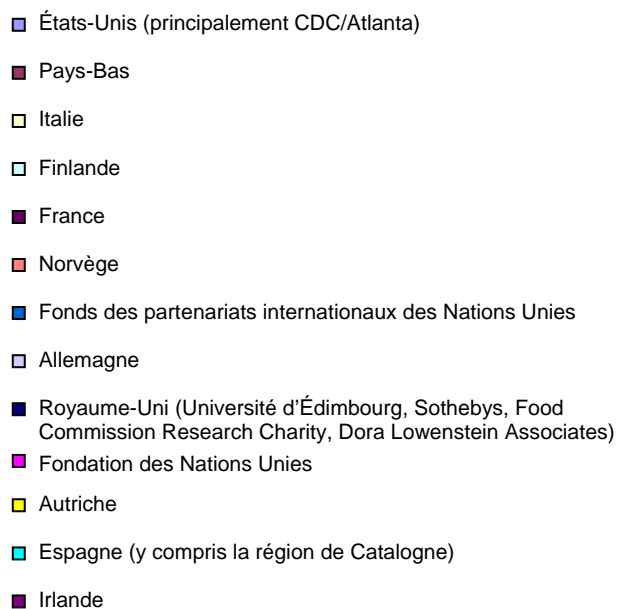 États-Unis (principalement CDC/Atlanta)
Pays-Bas
Italie
Finlande
France
Norvège
Fonds des partenariats internationaux des Nations Unies
Allemagne
Royaume-Uni (Université d’Édimbourg, Sothebys, Food
Commission Research Charity, Dora Lowenstein Associates)
Fondation des Nations Unies
Autriche
Espagne (y compris la région de Catalogne)
Irlande